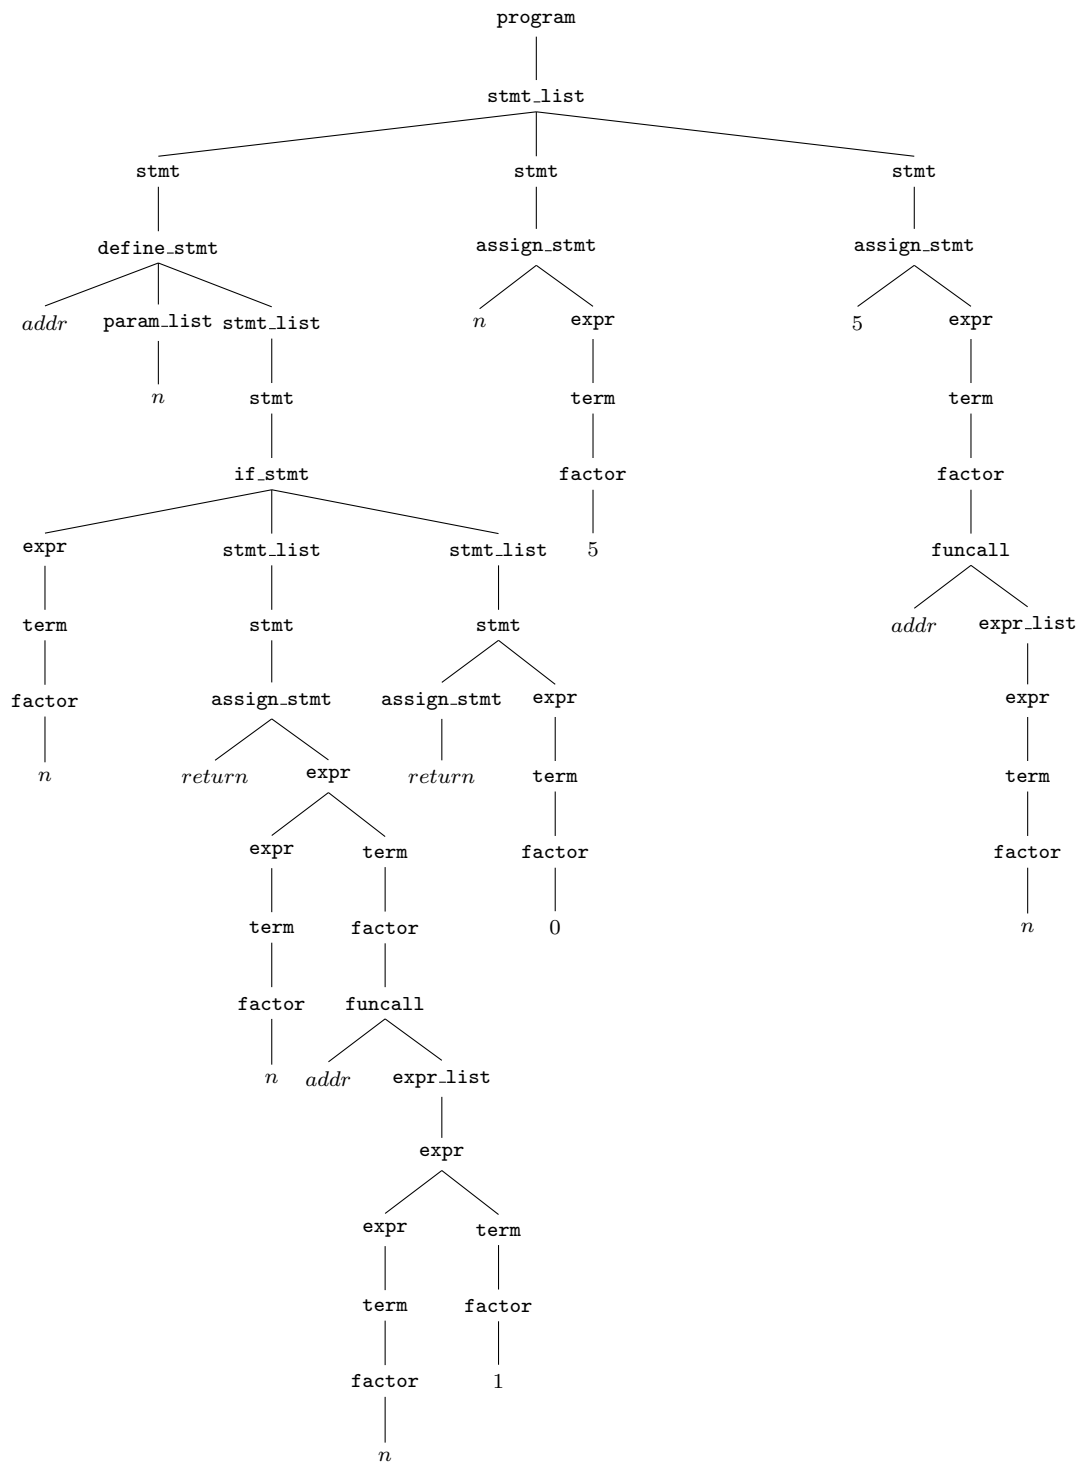 program
stmt_list
stmt stmt stmt
define_stmt assign_stmt assign_stmt
addr param_list stmt_list n expr 5 expr
n stmt term term
if_stmt factor factor
expr stmt_list stmt_list 5 funcall
term stmt stmt addr expr_list
factor assign_stmt assign_stmt expr expr
n return expr return term term
expr term factor factor
term factor 0 n
factor funcall
n addr expr_list
expr
expr term
term factor
factor 1
n